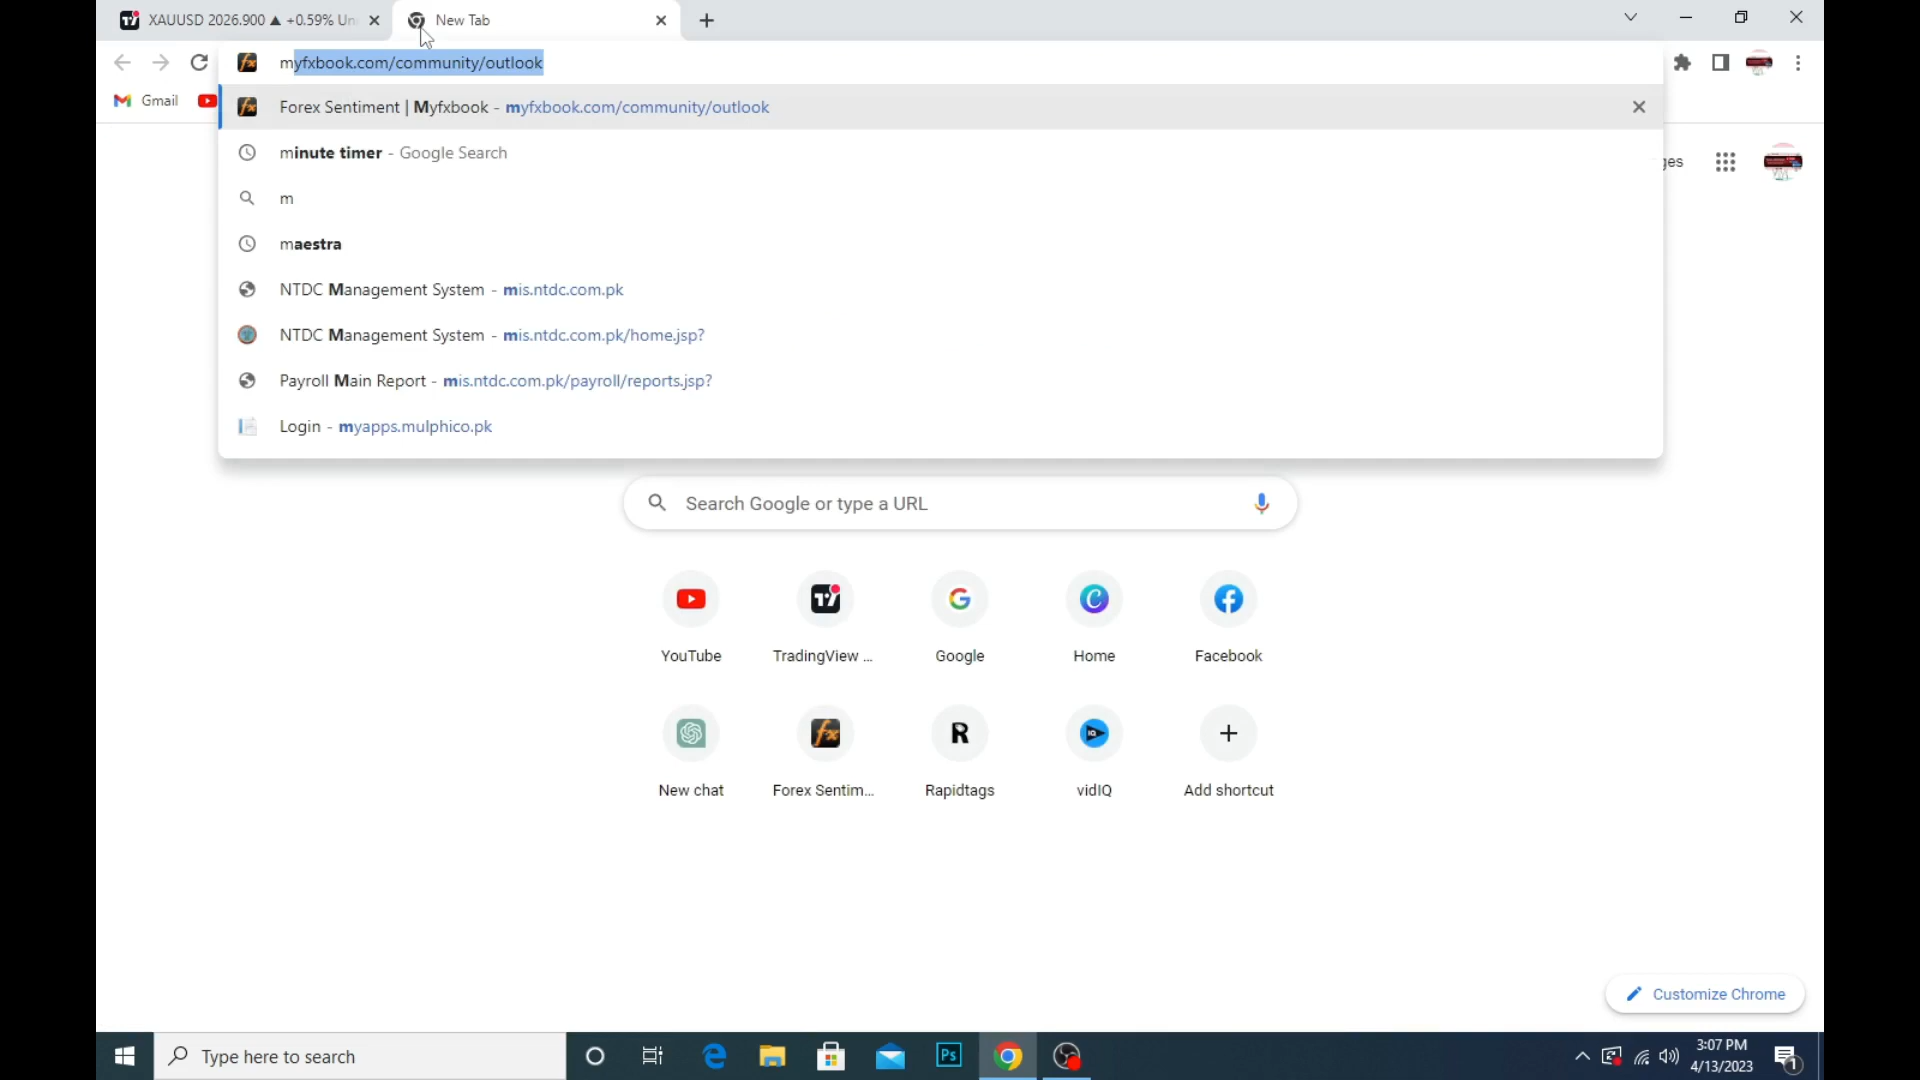 XAUUSD 2026.900 ▲ +0.59% Un
New Tab
myfxbook.com/community/outlook
Gmail
Forex Sentiment | Myfxbook - myfxbook.com/community/outlook
minute timer - Google Search
m
maestra
NTDC Management System - mis.ntdc.com.pk
NTDC Management System - mis.ntdc.com.pk/home.jsp?
Payroll Main Report - mis.ntdc.com.pk/payroll/reports.jsp?
Login - myapps.mulphico.pk
ges
Search Google or type a URL
YouTube
TradingView ...
Google
Home
Facebook
New chat
Forex Sentim...
Rapidtags
vidIQ
Add shortcut
Customize Chrome
Type here to search
Ps
3:07 PM
4/13/2023
1